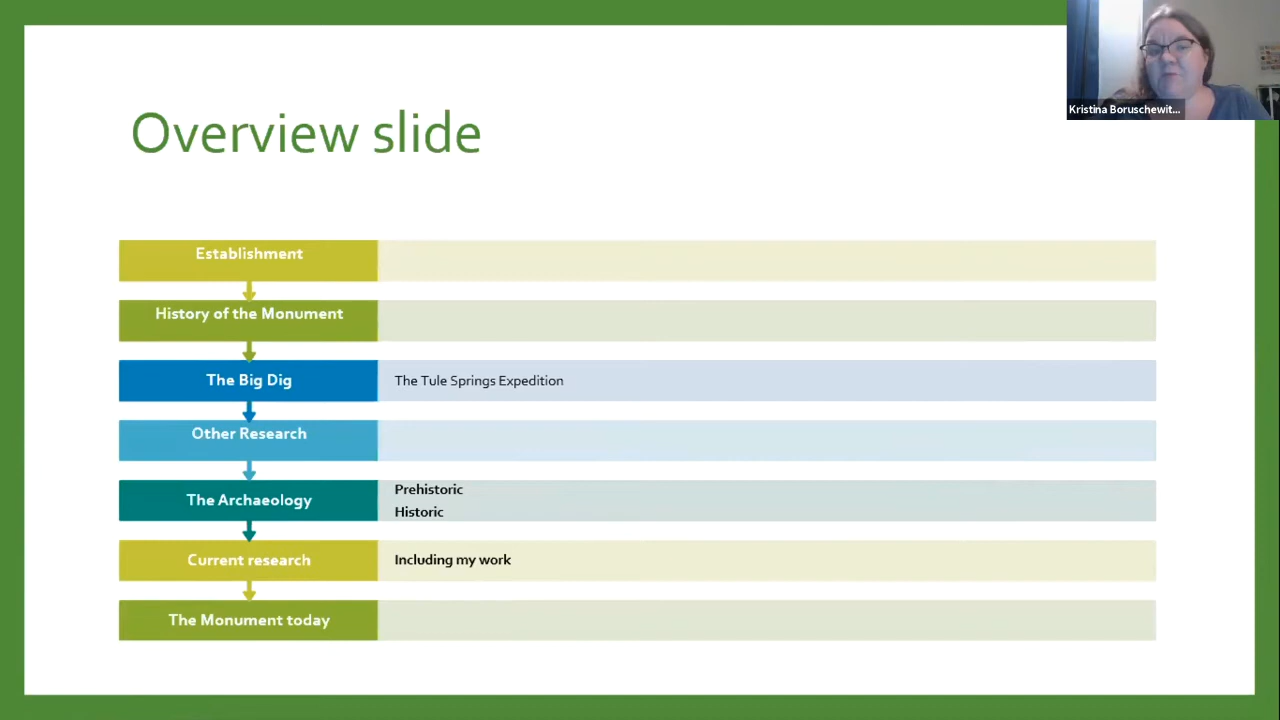 Overview slide
Kristina Boruschewit...
Establishment
History of the Monument
The Big Dig
The Tule Springs Expedition
Other Research
The Archaeology
Prehistoric
Historic
Current research
Including my work
The Monument today